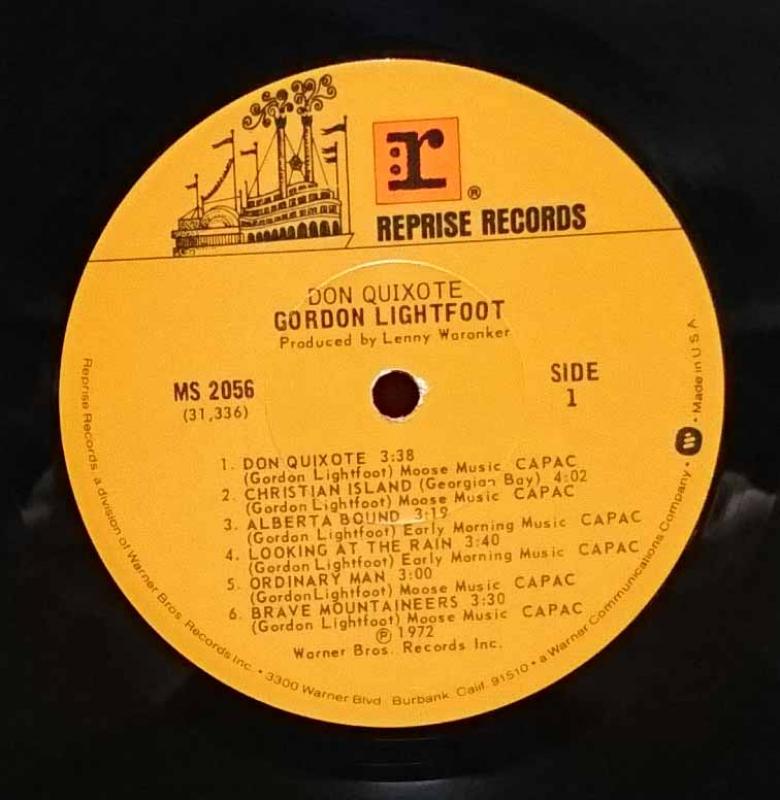 r
®
REPRISE RECORDS
DON QUIXOTE
GORDON LIGHTFOOT
Produced by Lenny Waronker
MS 2056
(31,336)
SIDE
1
1. DON QUIXOTE 3:38
(Gordon Lightfoot) Moose Music CAPAC
2. CHRISTIAN ISLAND (Georgian Bay) 4:02
(Gordon Lightfoot) Moose Music CAPAC
3. ALBERTA BOUND 3:19
(Gordon Lightfoot) Early Morning Music CAPAC
4. LOOKING AT THE RAIN 3:40
(Gordon Lightfoot) Early Morning Music CAPAC
5. ORDINARY MAN 3:00
(Gordon Lightfoot) Moose Music CAPAC
6. BRAVE MOUNTAINEERS 3:30
(Gordon Lightfoot) Moose Music CAPAC
℗ 1972
Warner Bros. Records Inc.
Reprise Records, a division of Warner Bros. Records Inc. • 3300 Warner Blvd., Burbank, Calif. 91510 • a Warner Communications Company • Made in U.S.A.